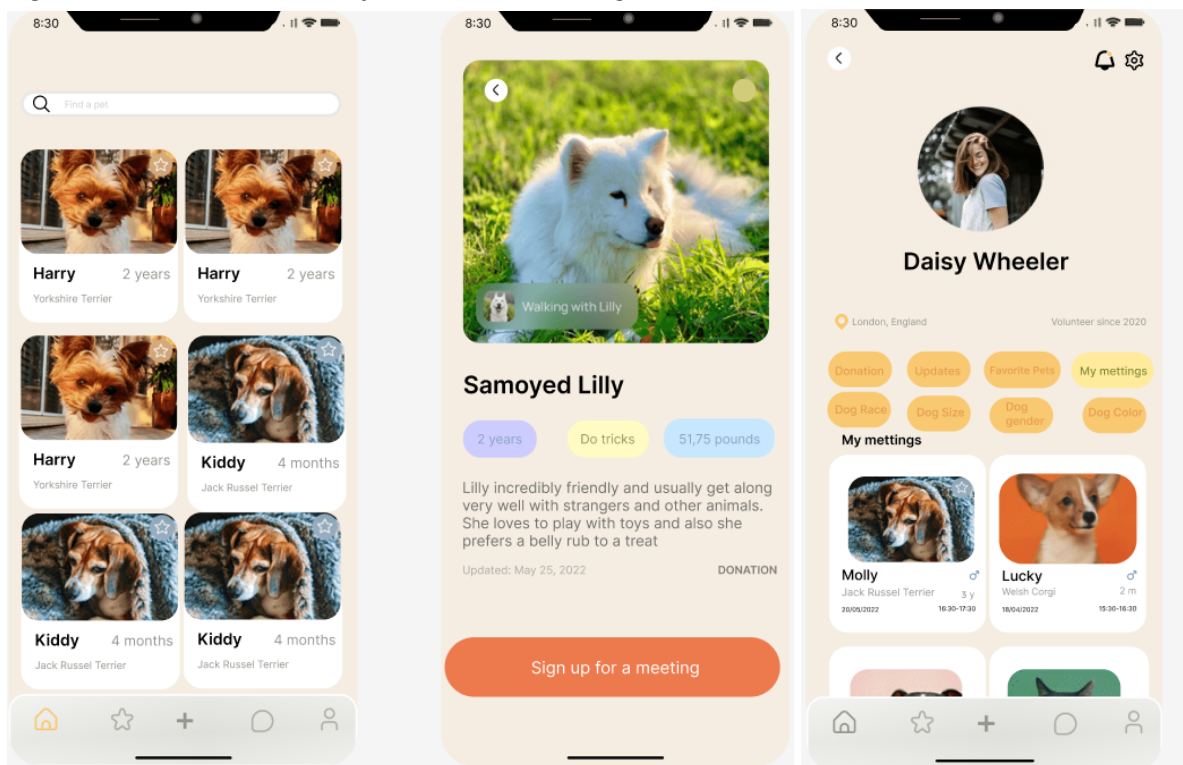 8:30
Find a pet
Harry 2 years
Yorkshire Terrier
Harry 2 years
Yorkshire Terrier
Harry 2 years
Yorkshire Terrier
Kiddy 4 months
Jack Russel Terrier
Kiddy 4 months
Jack Russel Terrier
Kiddy 4 months
Jack Russel Terrier
8:30
Walking with Lilly
Samoyed Lilly
2 years
Do tricks
51,75 pounds
Lilly incredibly friendly and usually get along
very well with strangers and other animals.
She loves to play with toys and also she
prefers a belly rub to a treat
Updated: May 25, 2022
DONATION
Sign up for a meeting
8:30
Daisy Wheeler
London, England
Volunteer since 2020
Donation
Updates
Favorite Pets
My mettings
Dog Race
Dog Size
Dog
gender
Dog Color
My mettings
Molly
Jack Russel Terrier 3 y
20/05/2022 16:30-17:30
Lucky
Welsh Corgi 2 m
18/04/2022 15:30-16:30